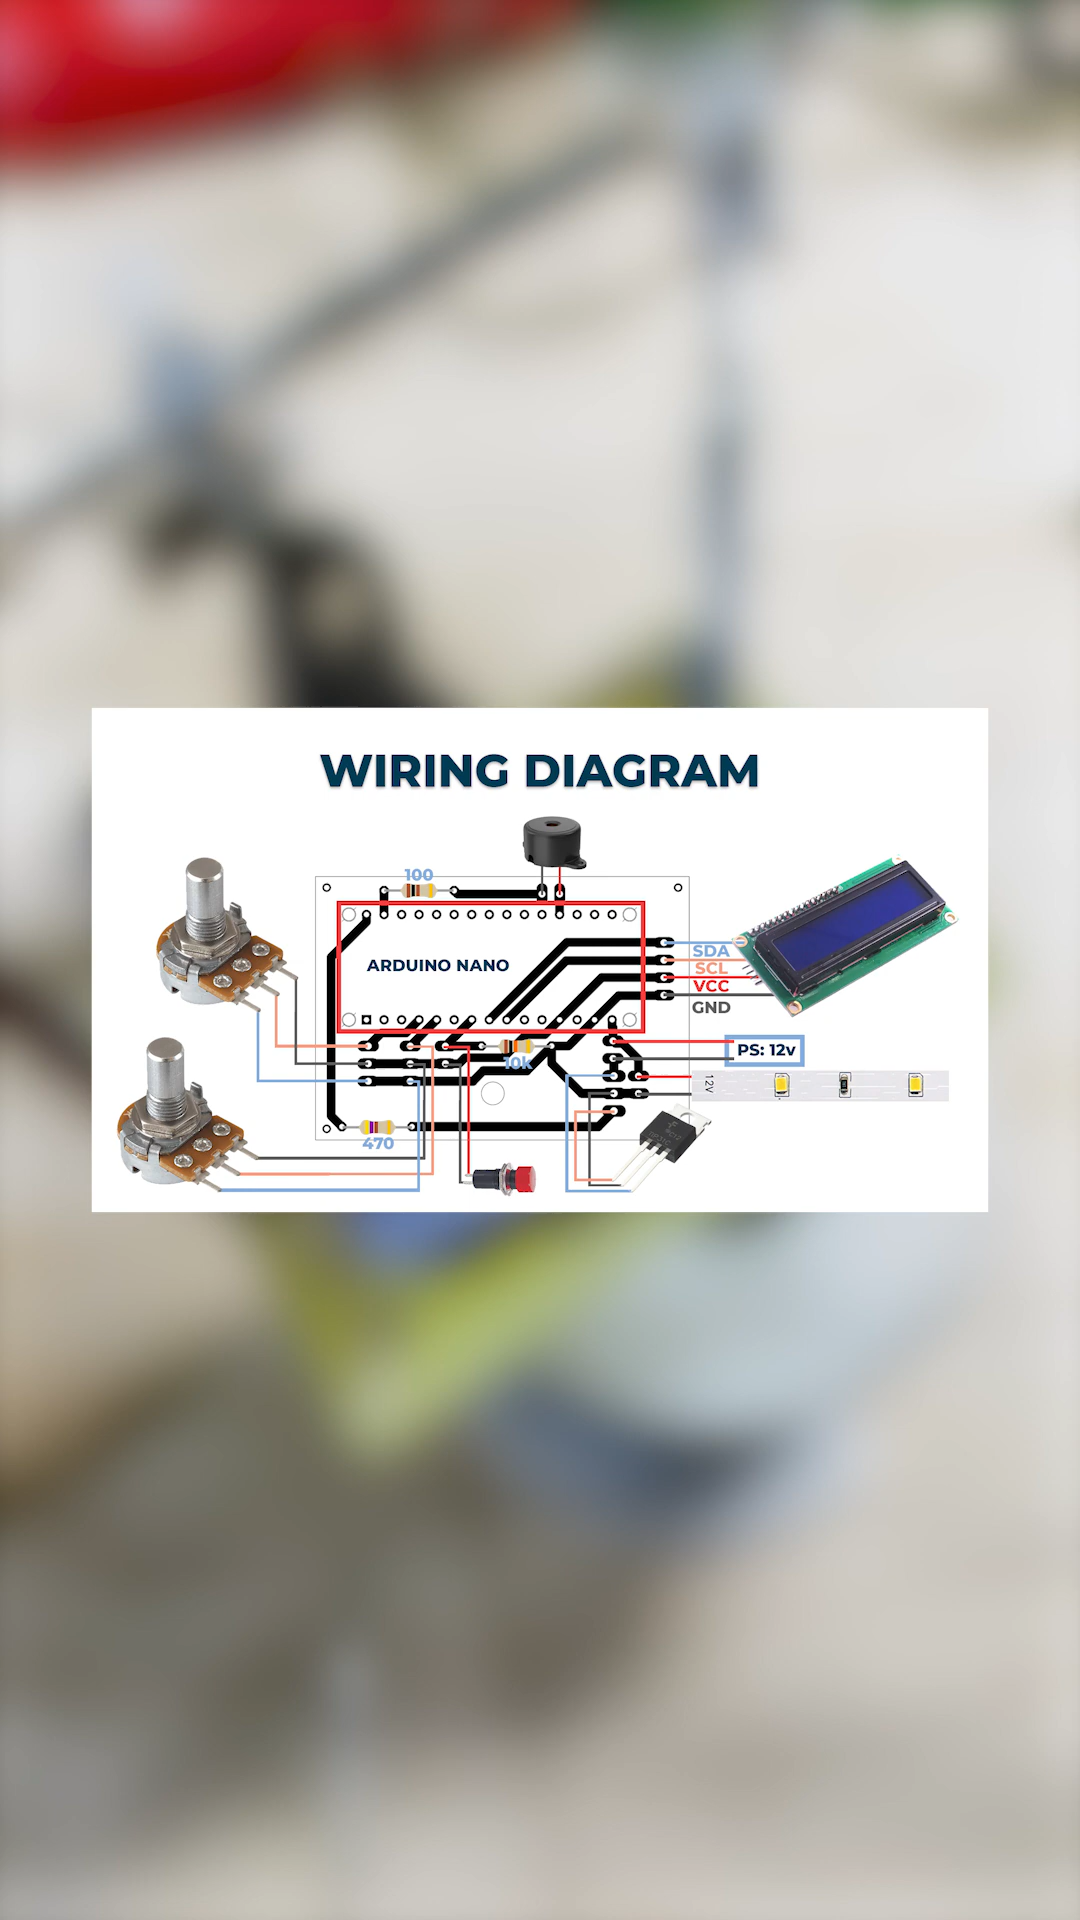 WIRING DIAGRAM
100
ARDUINO NANO
SDA
SCL
VCC
GND
10k
PS: 12v
12V
470